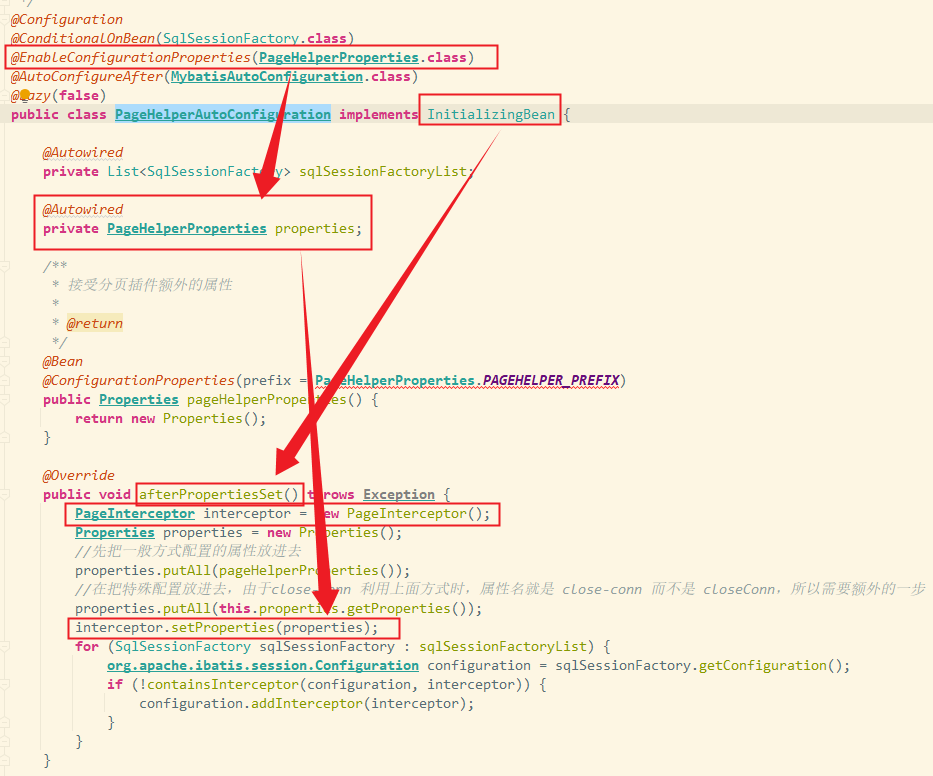 */
@Configuration
@ConditionalOnBean(SqlSessionFactory.class)
@EnableConfigurationProperties(PageHelperProperties.class)
@AutoConfigureAfter(MybatisAutoConfiguration.class)
@Lazy(false)
public class PageHelperAutoConfiguration implements InitializingBean {
@Autowired
private List<SqlSessionFactory> sqlSessionFactoryList;
@Autowired
private PageHelperProperties properties;
/**
* 接受分页插件额外的属性
*
* @return
*/
@Bean
@ConfigurationProperties(prefix = PageHelperProperties.PAGEHELPER_PREFIX)
public Properties pageHelperProperties() {
return new Properties();
}
@Override
public void afterPropertiesSet() throws Exception {
PageInterceptor interceptor = new PageInterceptor();
Properties properties = new Properties();
//先把一般方式配置的属性放进去
properties.putAll(pageHelperProperties());
//在把特殊配置放进去，由于close-conn 利用上面方式时，属性名就是 close-conn 而不是 closeConn，所以需要额外的一步
properties.putAll(this.properties.getProperties());
interceptor.setProperties(properties);
for (SqlSessionFactory sqlSessionFactory : sqlSessionFactoryList) {
org.apache.ibatis.session.Configuration configuration = sqlSessionFactory.getConfiguration();
if (!containsInterceptor(configuration, interceptor)) {
configuration.addInterceptor(interceptor);
}
}
}